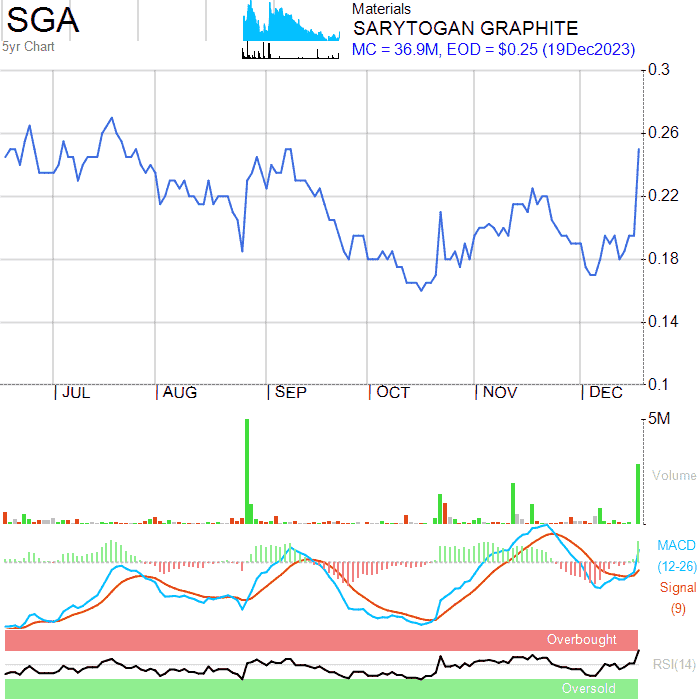 SGA
5yr Chart
Materials
SARYTOGAN GRAPHITE
MC = 36.9M, EOD = $0.25 (19Dec2023)
0.3
0.26
0.22
0.18
0.14
0.1
JUL AUG SEP OCT NOV DEC
5M
Volume
MACD
(12-26)
Signal
(9)
Overbought
RSI(14)
Oversold